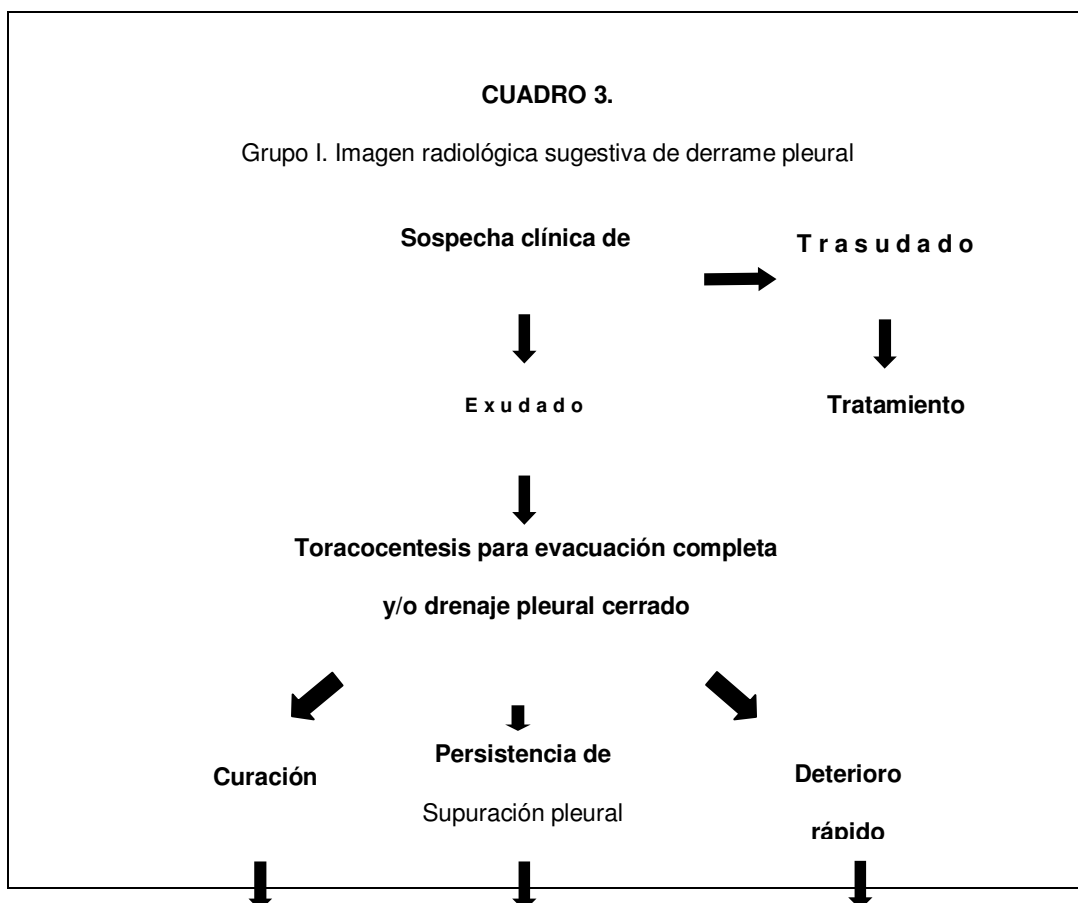 CUADRO 3.
Grupo I. Imagen radiológica sugestiva de derrame pleural
Sospecha clínica de
T r a s u d a d o
E x u d a d o
Tratamiento
Toracocentesis para evacuación completa
y/o drenaje pleural cerrado
Curación
Persistencia de
Supuración pleural
Deterioro
rápido